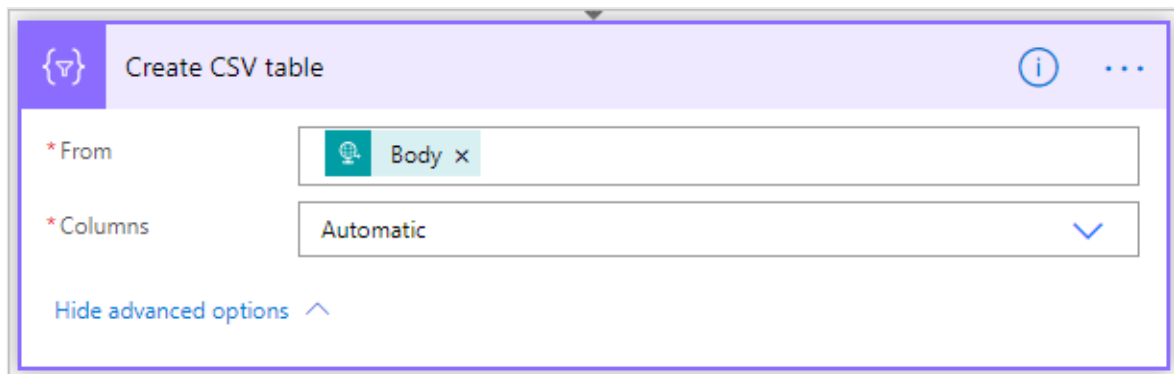 Create CSV table
*From
Body ×
*Columns
Automatic
Hide advanced options